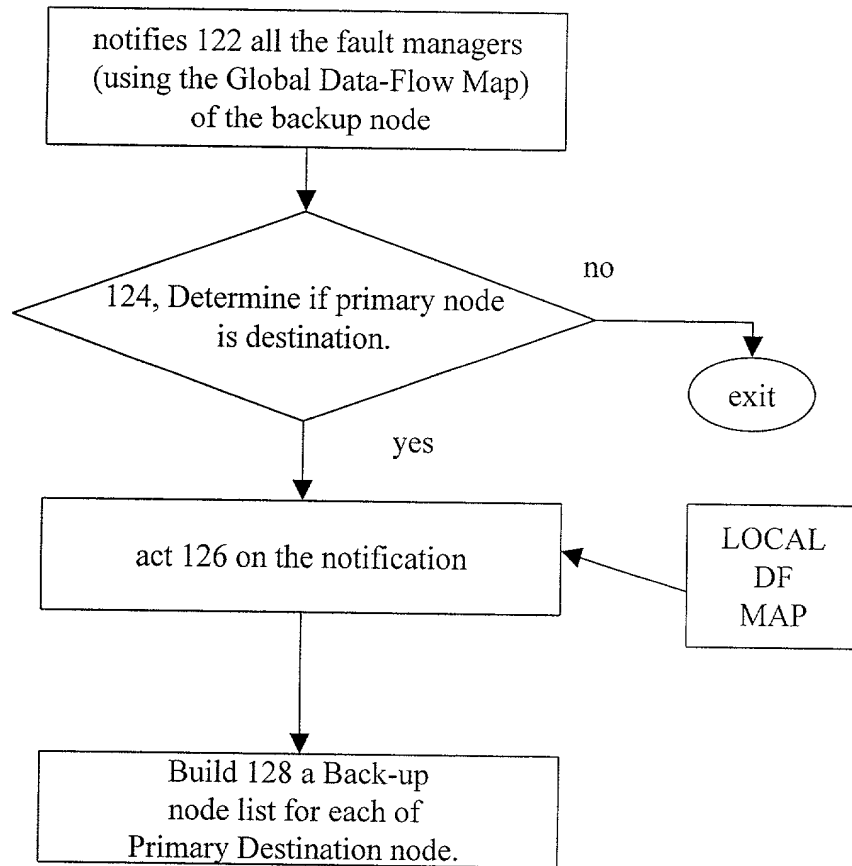 notifies 122 all the fault managers
(using the Global Data-Flow Map)
of the backup node
no
124, Determine if primary node
is destination.
exit
yes
act 126 on the notification
LOCAL
DF
MAP
Build 128 a Back-up
node list for each of
Primary Destination node.